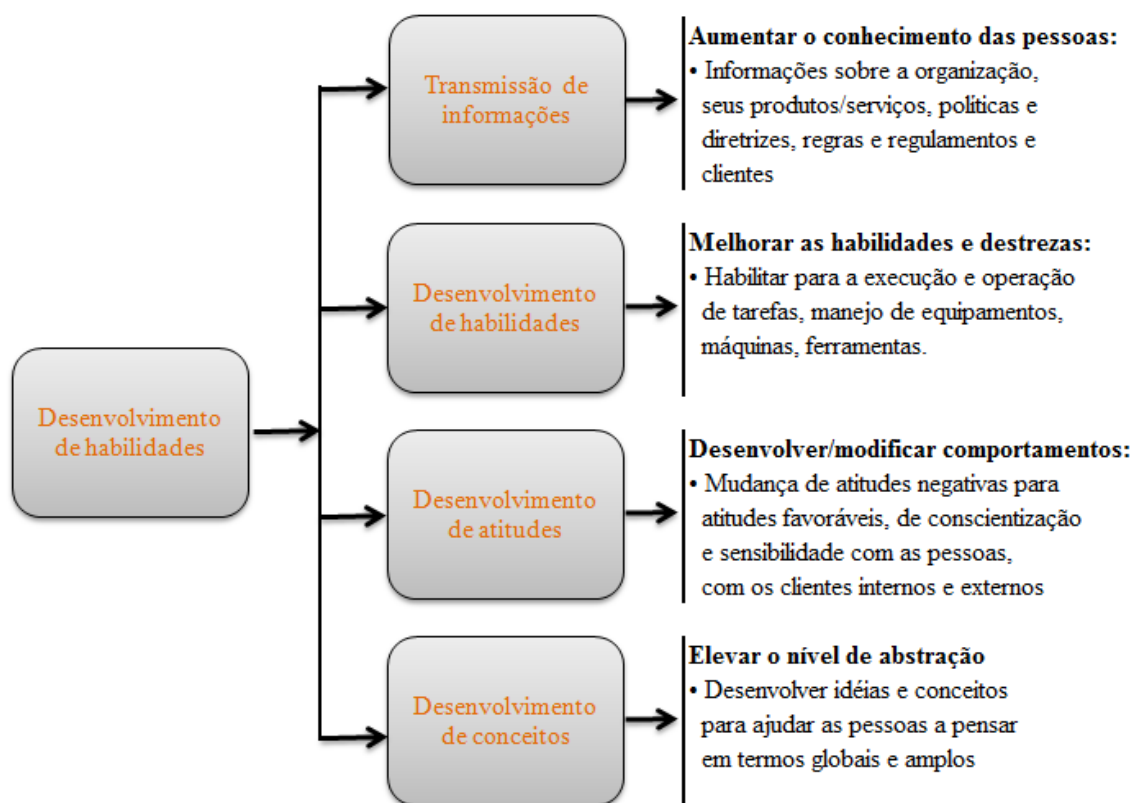 Transmissão de
informações
Aumentar o conhecimento das pessoas:
• Informações sobre a organização,
seus produtos/serviços, políticas e
diretrizes, regras e regulamentos e
clientes
Desenvolvimento
de habilidades
Melhorar as habilidades e destrezas:
• Habilitar para a execução e operação
de tarefas, manejo de equipamentos,
máquinas, ferramentas.
Desenvolvimento
de habilidades
Desenvolvimento
de atitudes
Desenvolver/modificar comportamentos:
• Mudança de atitudes negativas para
atitudes favoráveis, de conscientização
e sensibilidade com as pessoas,
com os clientes internos e externos
Desenvolvimento
de conceitos
Elevar o nível de abstração
• Desenvolver idéias e conceitos
para ajudar as pessoas a pensar
em termos globais e amplos